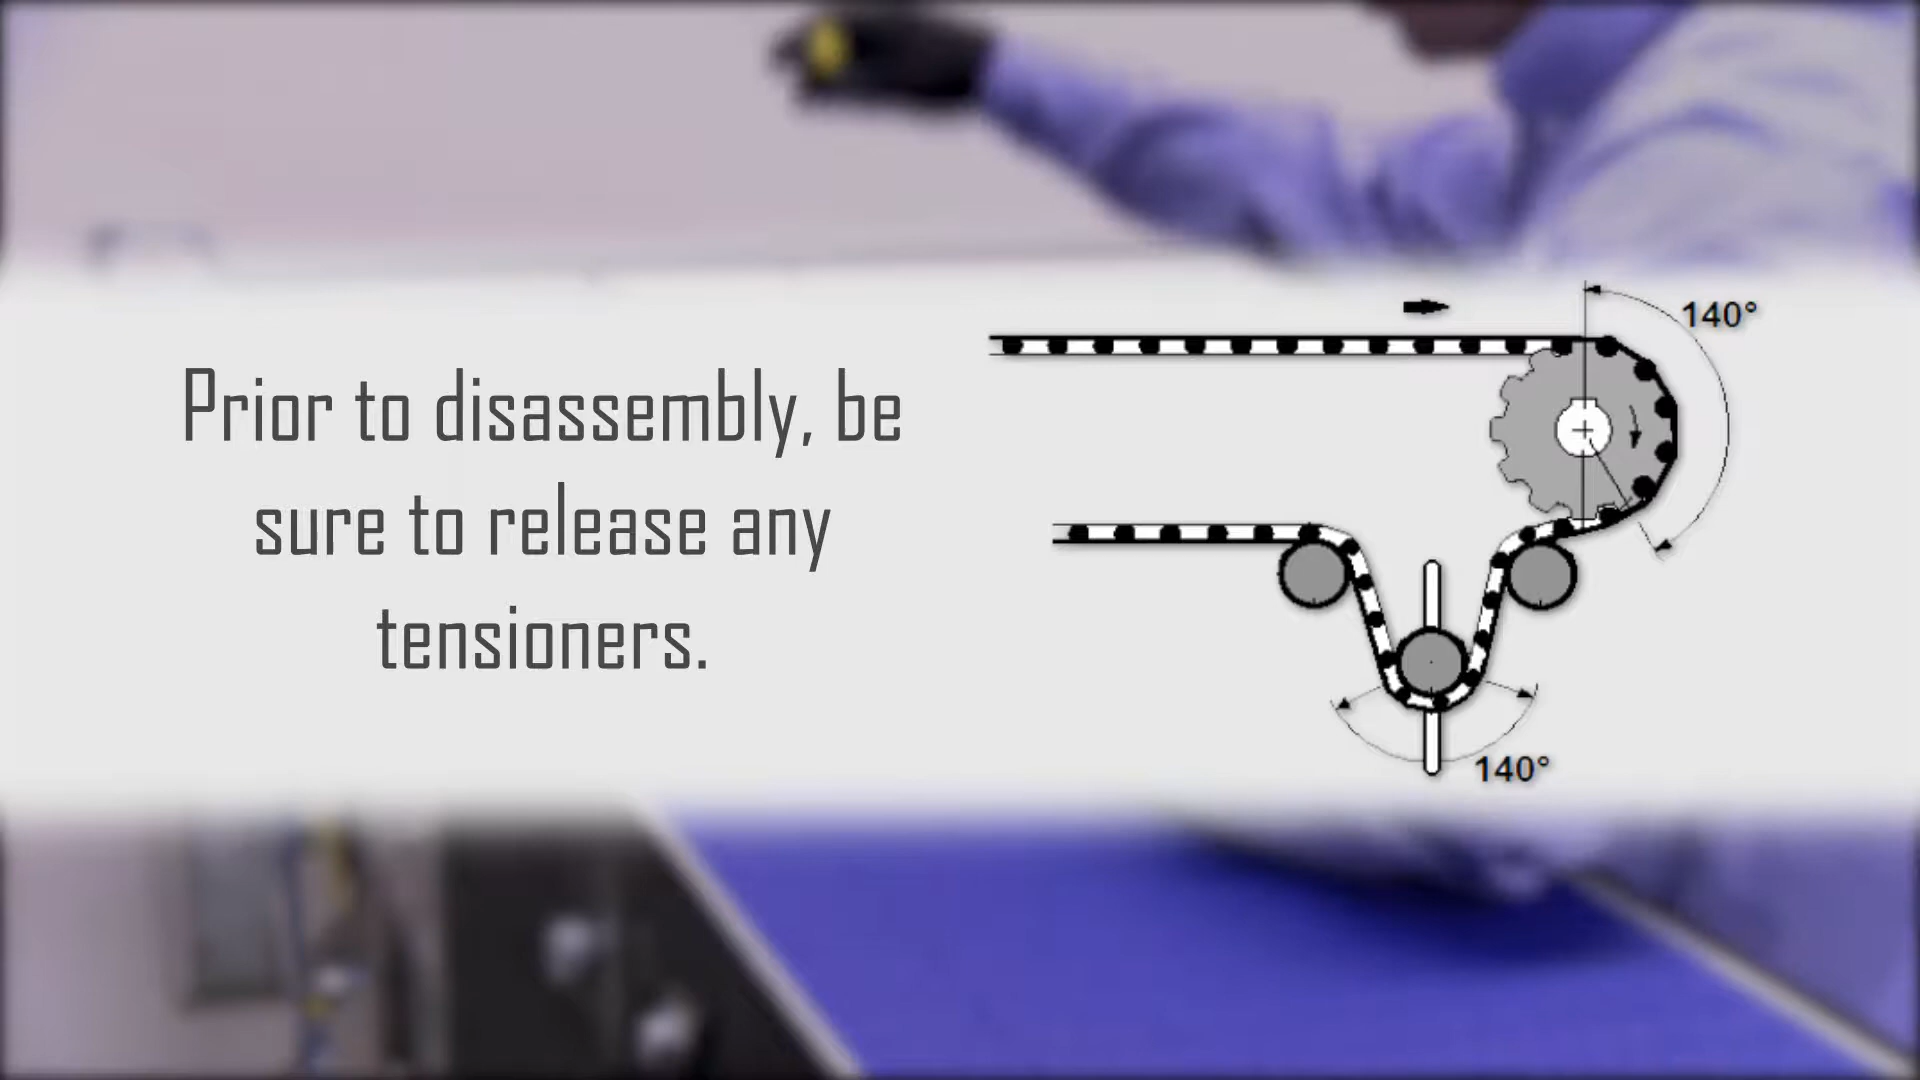 Prior to disassembly, be
sure to release any
tensioners.
140°
140°